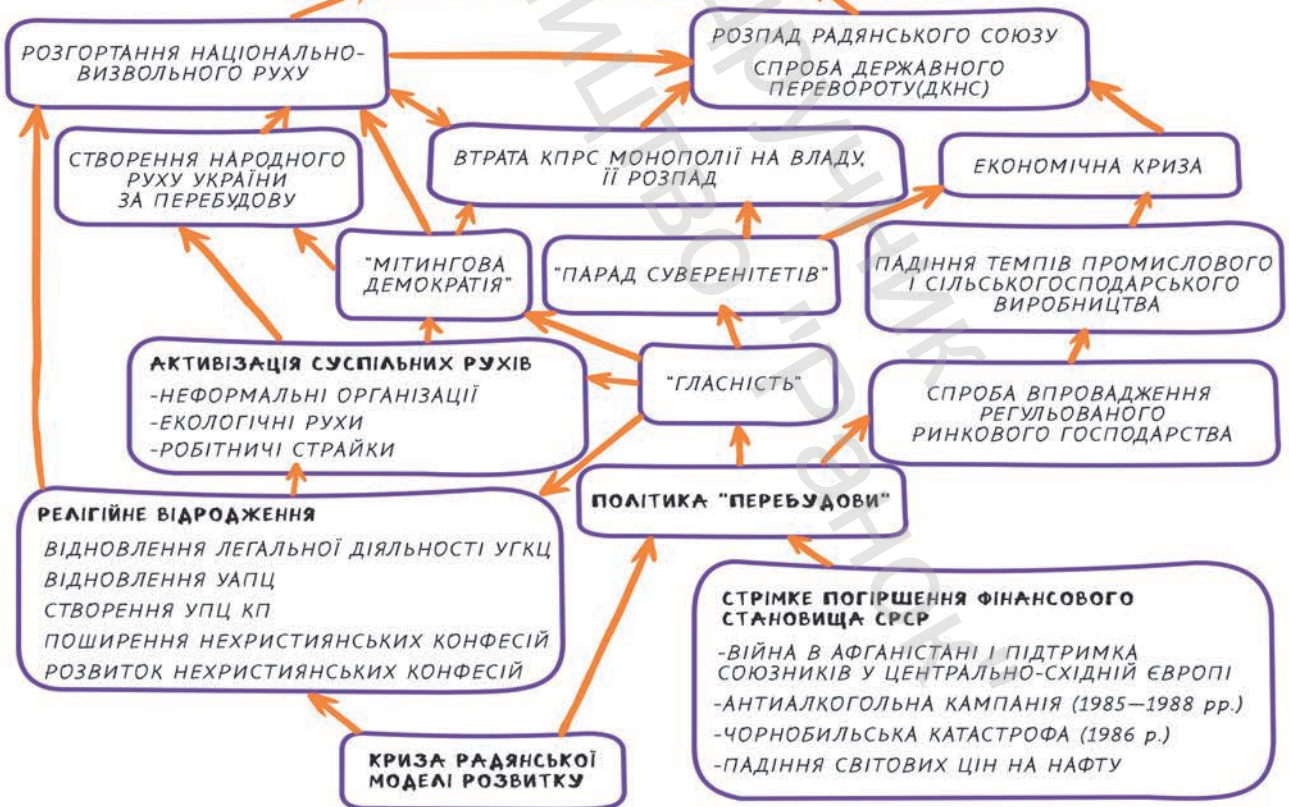 РОЗГОРТАННЯ НАЦІОНАЛЬНО-
ВИЗВОЛЬНОГО РУХУ
РОЗПАД РАДЯНСЬКОГО СОЮЗУ
СПРОБА ДЕРЖАВНОГО
ПЕРЕВОРОТУ(ДКНС)
СТВОРЕННЯ НАРОДНОГО
РУХУ УКРАЇНИ
ЗА ПЕРЕБУДОВУ
ВТРАТА КПРС МОНОПОЛІЇ НА ВЛАДУ,
ЇЇ РОЗПАД
ЕКОНОМІЧНА КРИЗА
"МІТИНГОВА
ДЕМОКРАТІЯ"
"ПАРАД СУВЕРЕНІТЕТІВ"
ПАДІННЯ ТЕМПІВ ПРОМИСЛОВОГО
І СІЛЬСЬКОГОСПОДАРСЬКОГО
ВИРОБНИЦТВА
АКТИВІЗАЦІЯ СУСПІЛЬНИХ РУХІВ
-НЕФОРМАЛЬНІ ОРГАНІЗАЦІЇ
-ЕКОЛОГІЧНІ РУХИ
-РОБІТНИЧІ СТРАЙКИ
"ГЛАСНІСТЬ"
СПРОБА ВПРОВАДЖЕННЯ
РЕГУЛЬОВАНОГО
РИНКОВОГО ГОСПОДАРСТВА
РЕЛІГІЙНЕ ВІДРОДЖЕННЯ
ВІДНОВЛЕННЯ ЛЕГАЛЬНОЇ ДІЯЛЬНОСТІ УГКЦ
ВІДНОВЛЕННЯ УАПЦ
СТВОРЕННЯ УПЦ КП
ПОШИРЕННЯ НЕХРИСТИЯНСЬКИХ КОНФЕСІЙ
РОЗВИТОК НЕХРИСТИЯНСЬКИХ КОНФЕСІЙ
ПОЛІТИКА "ПЕРЕБУДОВИ"
СТРІМКЕ ПОГІРШЕННЯ ФІНАНСОВОГО
СТАНОВИЩА СРСР
-ВІЙНА В АФГАНІСТАНІ І ПІДТРИМКА
СОЮЗНИКІВ У ЦЕНТРАЛЬНО-СХІДНІЙ ЄВРОПІ
-АНТИАЛКОГОЛЬНА КАМПАНІЯ (1985—1988 рр.)
-ЧОРНОБИЛЬСЬКА КАТАСТРОФА (1986 р.)
-ПАДІННЯ СВІТОВИХ ЦІН НА НАФТУ
КРИЗА РАДЯНСЬКОЇ
МОДЕЛІ РОЗВИТКУ
"Ранок"